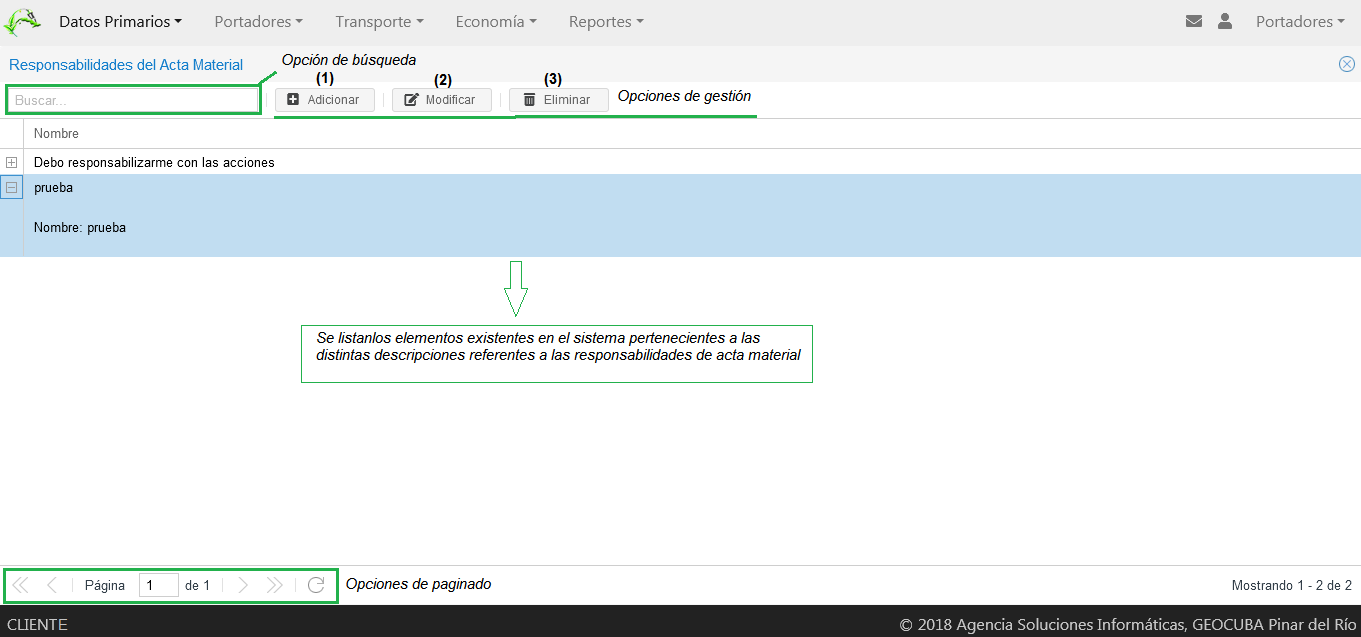 Datos Primarios Portadores Transporte Economía Reportes Portadores
Responsabilidades del Acta Material
Opción de búsqueda
(1) (2) (3)
Buscar... Adicionar Modificar Eliminar Opciones de gestión
Nombre
Debo responsabilizarme con las acciones
prueba
Nombre: prueba
Se listanlos elementos existentes en el sistema pertenecientes a las
distintas descripciones referentes a las responsabilidades de acta material
Página 1 de 1 Opciones de paginado Mostrando 1 - 2 de 2
CLIENTE © 2018 Agencia Soluciones Informáticas, GEOCUBA Pinar del Río